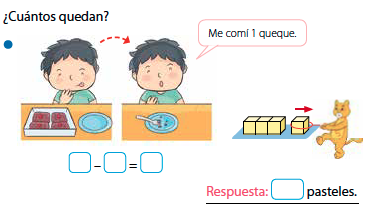 ¿Cuántos quedan?
Me comí 1 queque.
– =
Respuesta: pasteles.